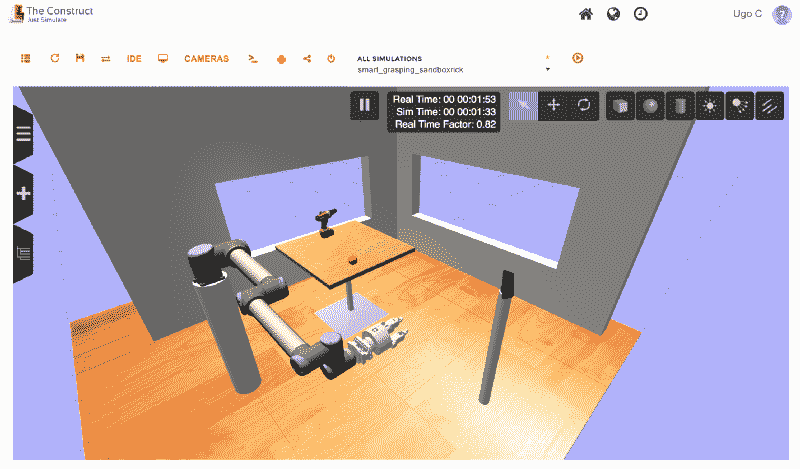 The Construct
Just Simulate
Ugo C
IDE
CAMERAS
ALL SIMULATIONS
smart_grasping_sandboxrick
Real Time: 00 00:01:53
Sim Time: 00 00:01:33
Real Time Factor: 0.82